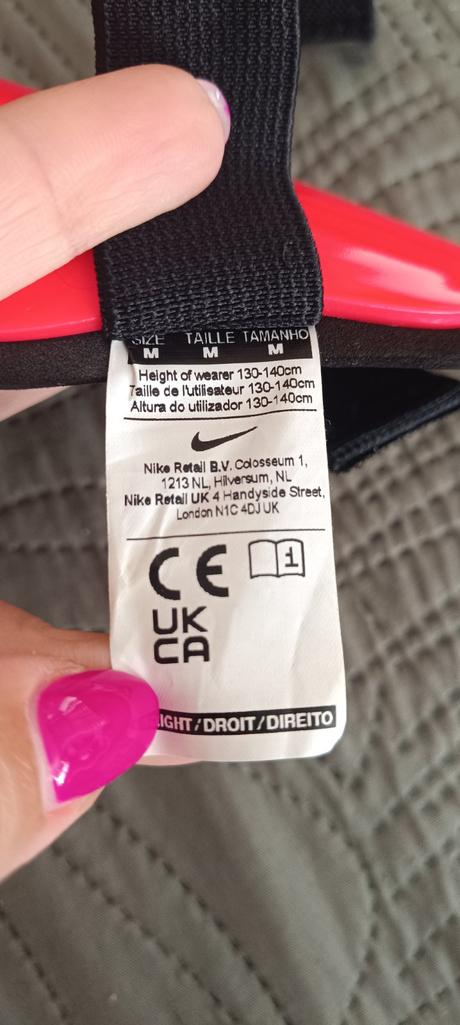 SIZE TAILLE TAMANHO
M M M
Height of wearer 130-140cm
Taille de l'utilisateur 130-140cm
Altura do utilizador 130-140cm
Nike Retail B.V. Colosseum 1,
1213 NL, Hilversum, NL
Nike Retail UK 4 Handyside Street,
London N1C 4DJ UK
CE i
UK
CA
IGHT/DROIT/DIREITO